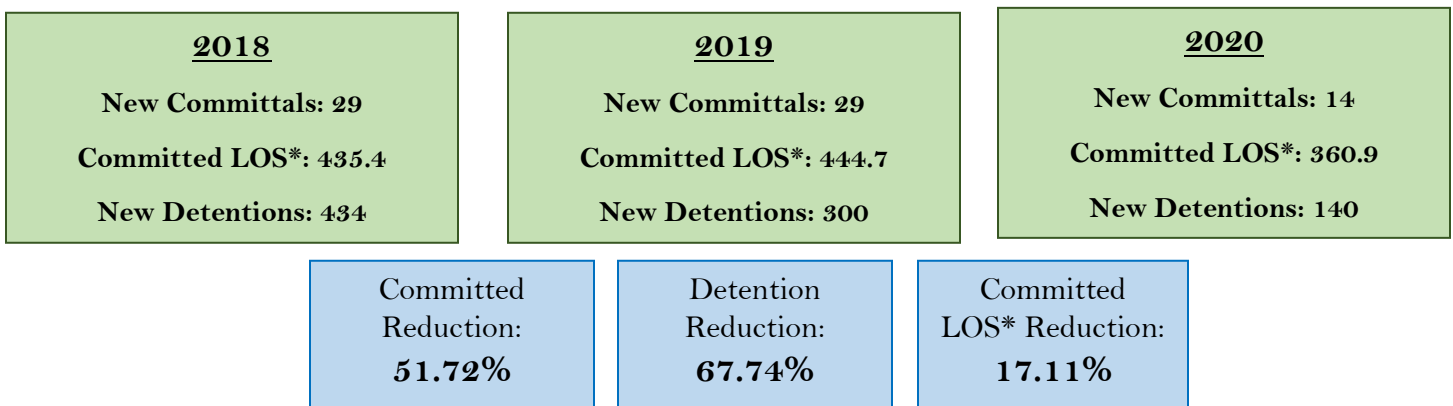 2018
New Committals: 29
Committed LOS*: 435.4
New Detentions: 434
2019
New Committals: 29
Committed LOS*: 444.7
New Detentions: 300
2020
New Committals: 14
Committed LOS*: 360.9
New Detentions: 140
Committed
Reduction:
51.72%
Detention
Reduction:
67.74%
Committed
LOS* Reduction:
17.11%